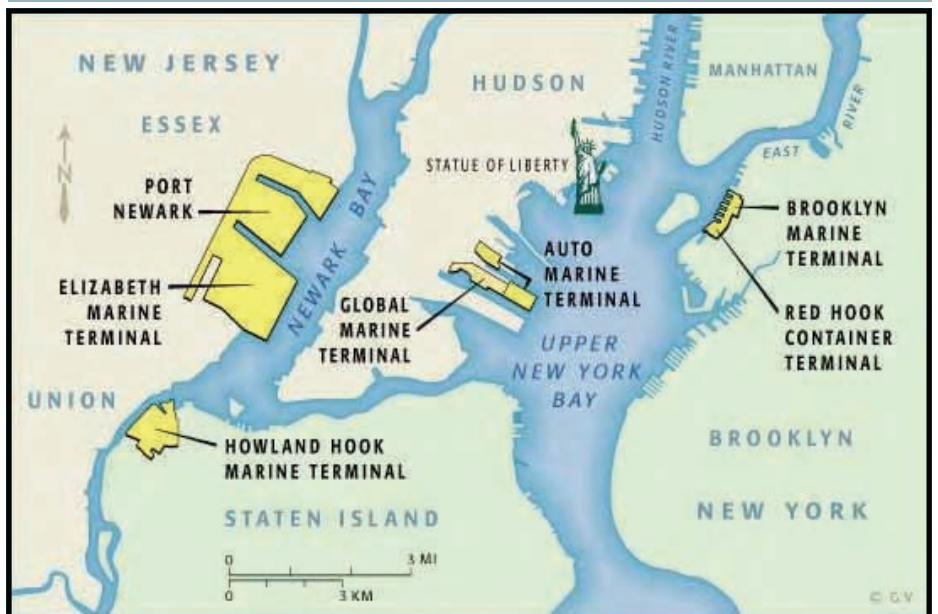 NEW JERSEY
ESSEX
HUDSON
HUDSON RIVER
MANHATTAN
EAST
RIVER
N
STATUE OF LIBERTY
PORT
NEWARK
NEWARK BAY
ELIZABETH
MARINE
TERMINAL
GLOBAL
MARINE
TERMINAL
AUTO
MARINE
TERMINAL
BROOKLYN
MARINE
TERMINAL
RED HOOK
CONTAINER
TERMINAL
UPPER
NEW YORK
BAY
UNION
HOWLAND HOOK
MARINE TERMINAL
BROOKLYN
NEW YORK
STATEN ISLAND
0 3 MI
0 3 KM
© GV